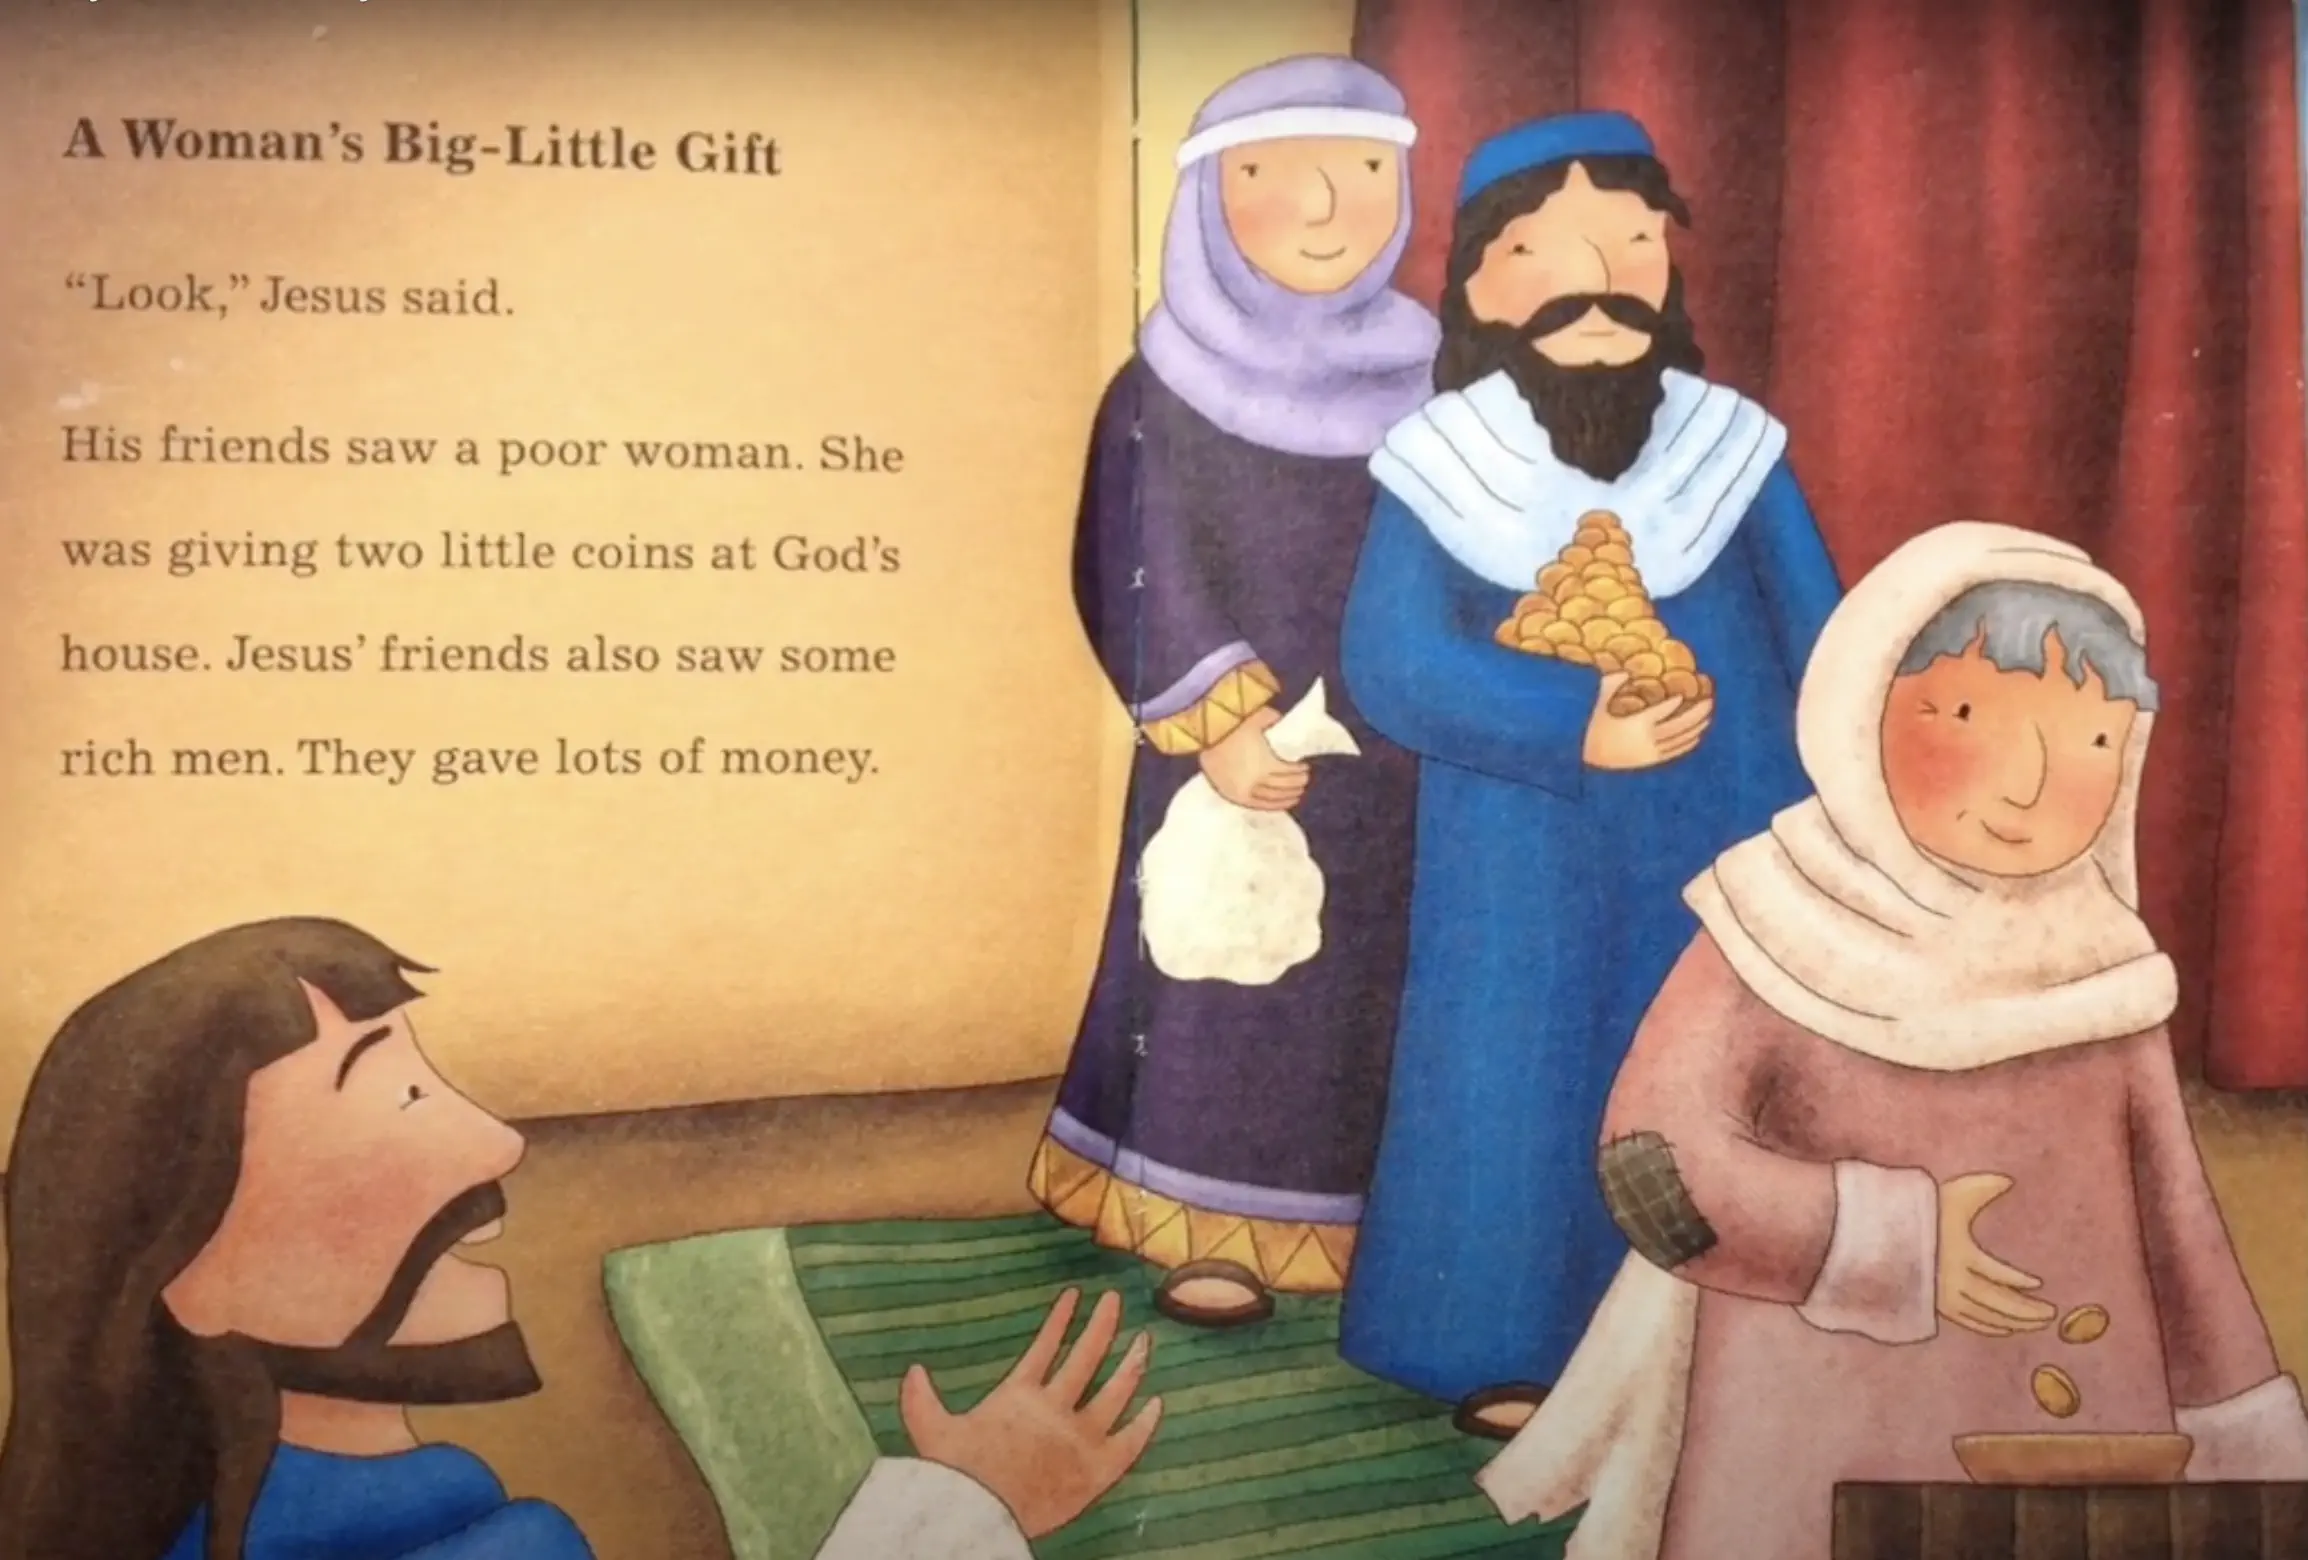 A Woman's Big-Little Gift
“Look,” Jesus said.
His friends saw a poor woman. She
was giving two little coins at God's
house. Jesus' friends also saw some
rich men. They gave lots of money.